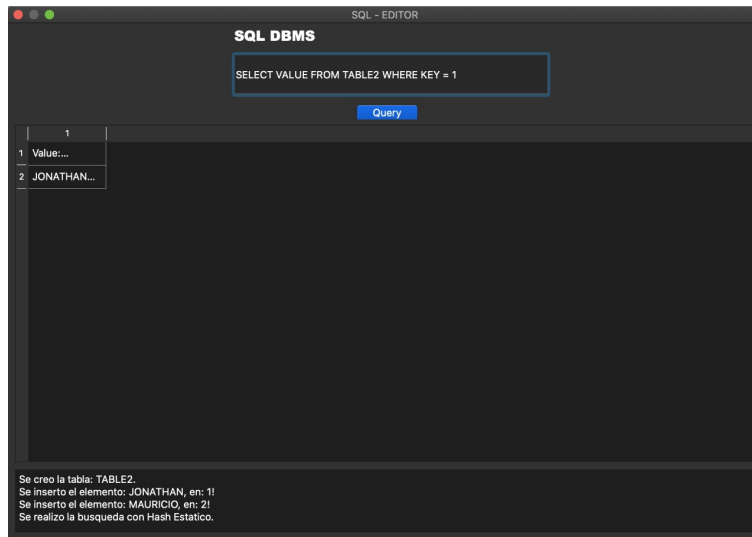 SQL - EDITOR
SQL DBMS
SELECT VALUE FROM TABLE2 WHERE KEY = 1
Query
1
1 Value:...
2 JONATHAN...
Se creo la tabla: TABLE2.
Se inserto el elemento: JONATHAN, en: 1!
Se inserto el elemento: MAURICIO, en: 2!
Se realizo la busqueda con Hash Estatico.